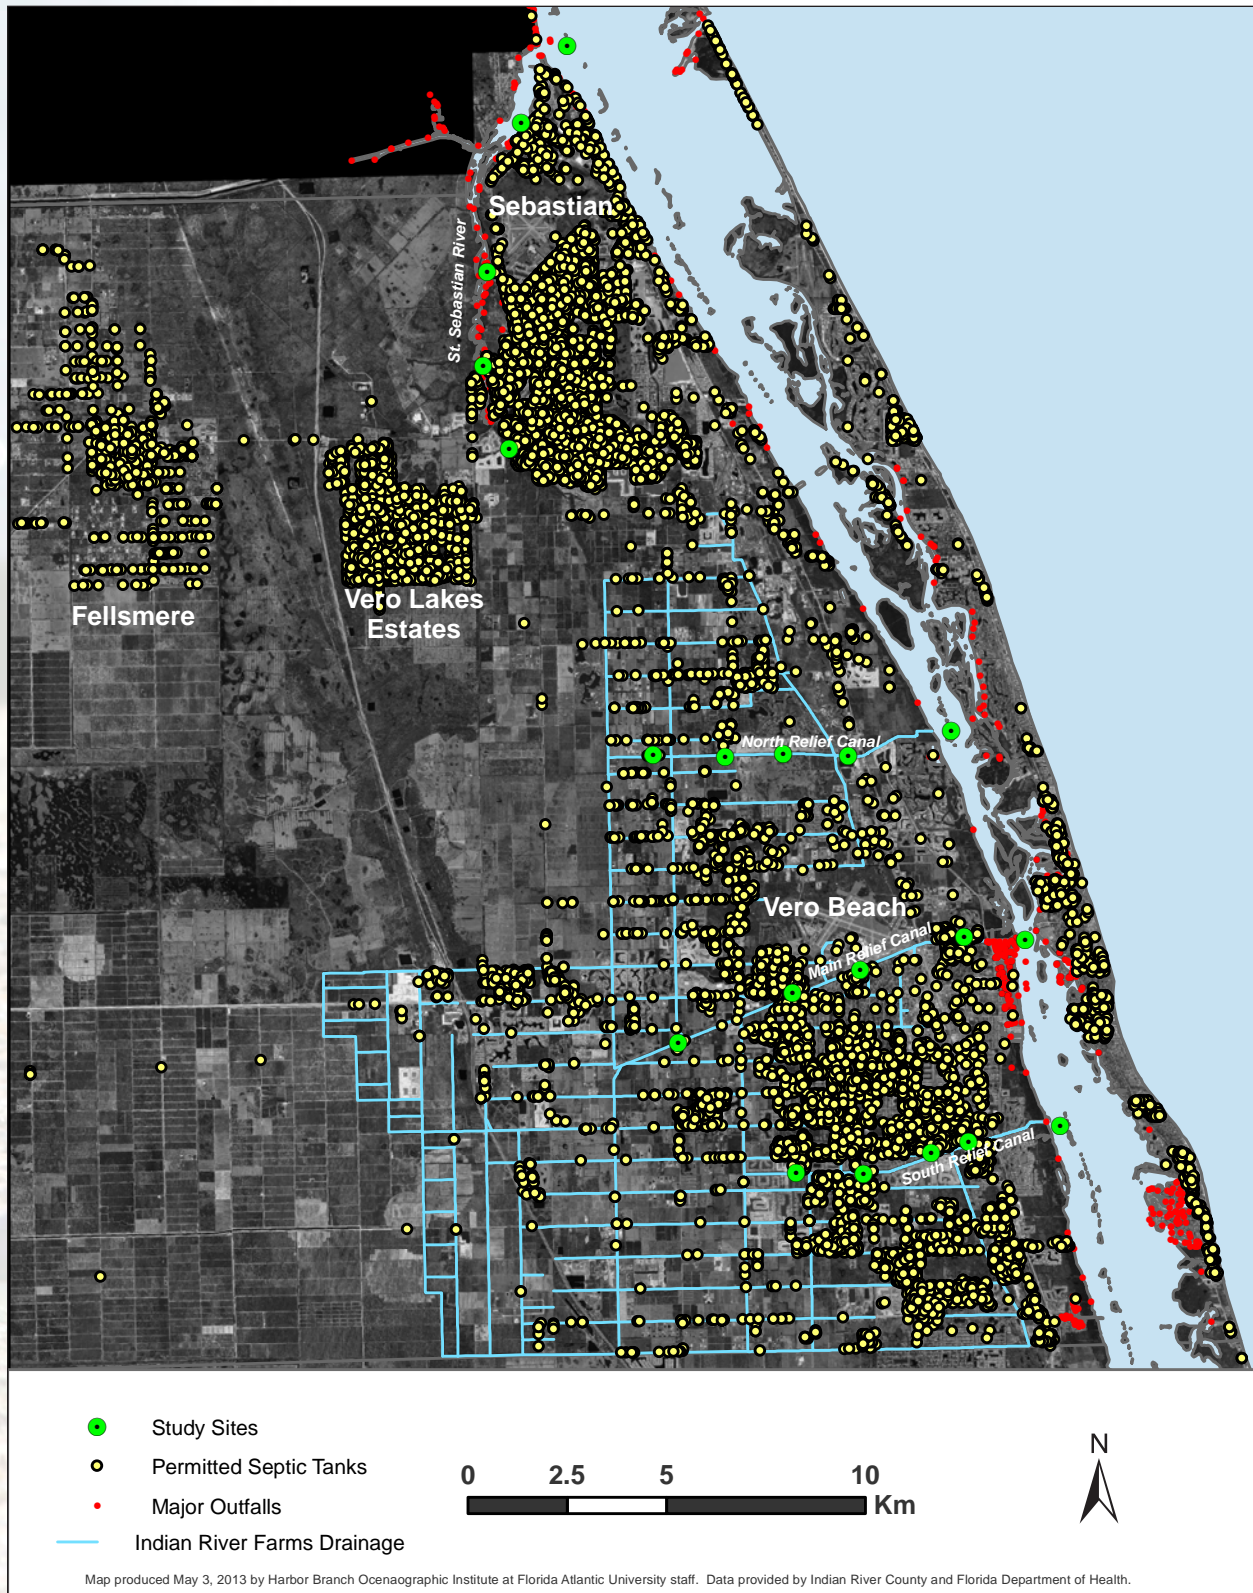 Sebastian
St. Sebastian River
Fellsmere
Vero Lakes
Estates
North Relief Canal
Vero Beach
Main Relief Canal
South Relief Canal
Study Sites
Permitted Septic Tanks
Major Outfalls
Indian River Farms Drainage
0 2.5 5 10
Km
N
Map produced May 3, 2013 by Harbor Branch Ocenaographic Institute at Florida Atlantic University staff. Data provided by Indian River County and Florida Department of Health.